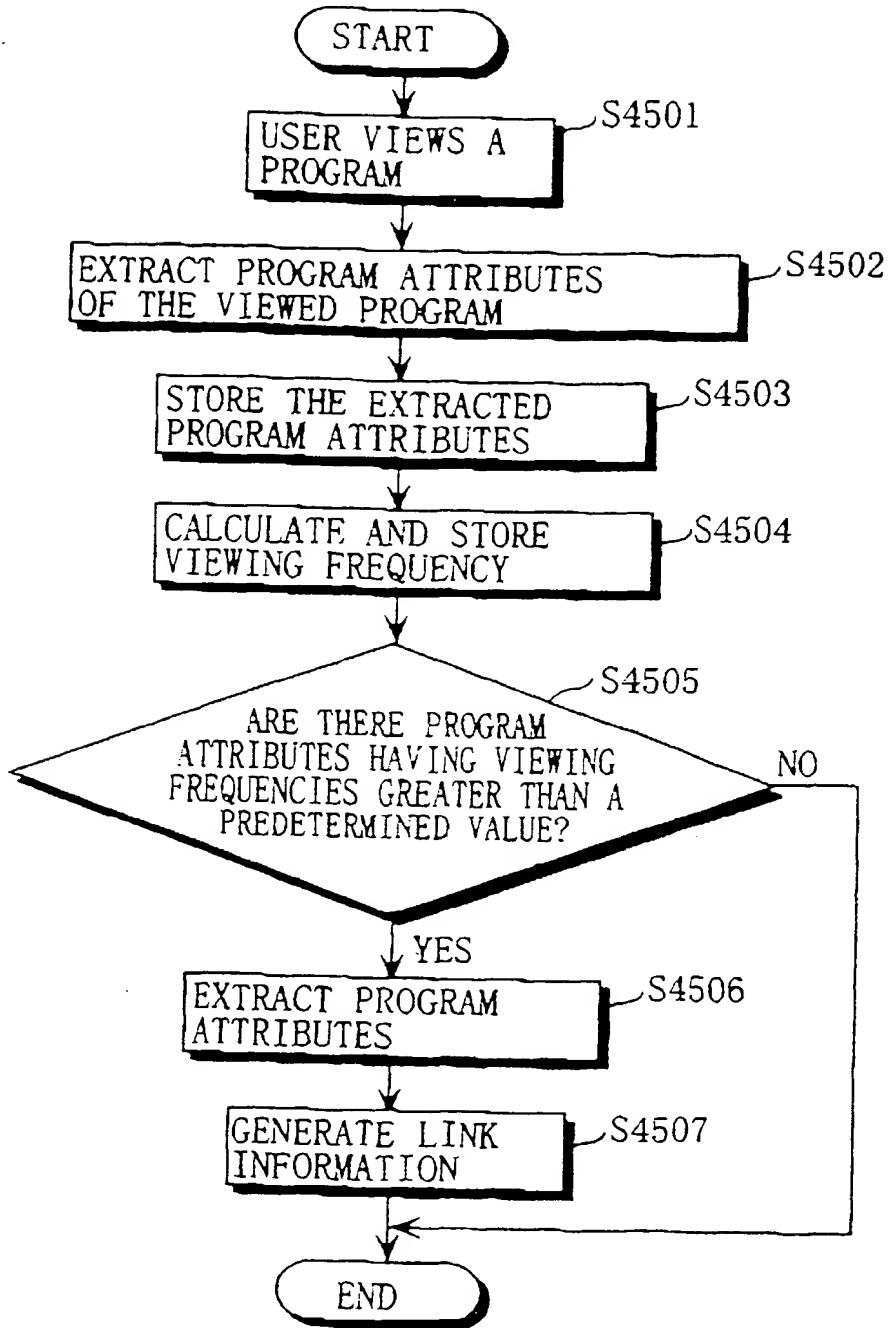 START
S4501
USER VIEWS A
PROGRAM
S4502
EXTRACT PROGRAM ATTRIBUTES
OF THE VIEWED PROGRAM
S4503
STORE THE EXTRACTED
PROGRAM ATTRIBUTES
S4504
CALCULATE AND STORE
VIEWING FREQUENCY
S4505
ARE THERE PROGRAM
ATTRIBUTES HAVING VIEWING
FREQUENCIES GREATER THAN A
PREDETERMINED VALUE?
NO
YES
S4506
EXTRACT PROGRAM
ATTRIBUTES
S4507
GENERATE LINK
INFORMATION
END